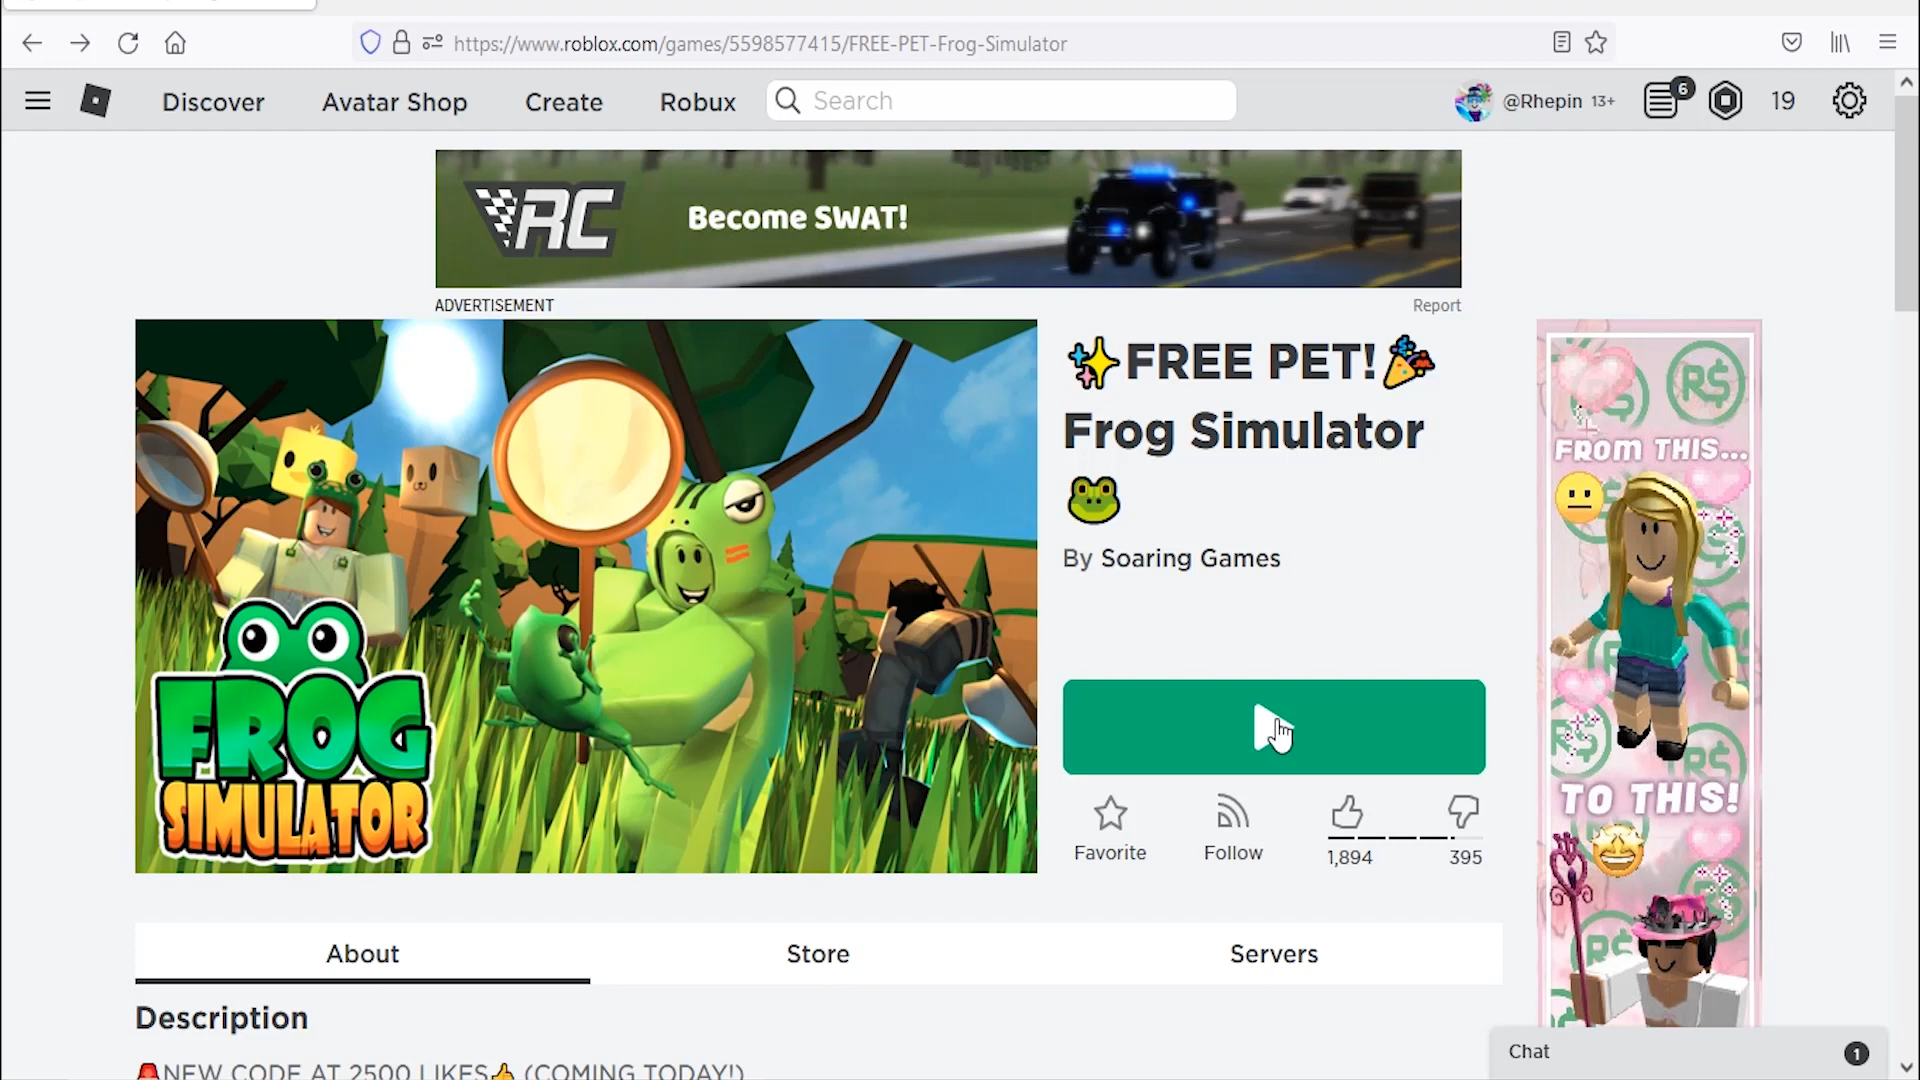 https://www.roblox.com/games/5598577415/FREE-PET-Frog-Simulator
Discover
Avatar Shop
Create
Robux
Search
@Rhepin 13+
6
19
RC
Become SWAT!
ADVERTISEMENT
Report
✨FREE PET!🎉
Frog Simulator
🐸
By Soaring Games
FROG
SIMULATOR
Favorite
Follow
1,894
395
R$
FROM THIS...
TO THIS!
About
Store
Servers
Description
🚨NEW CODE AT 2500 LIKES👍 (COMING TODAY!)
Chat
1